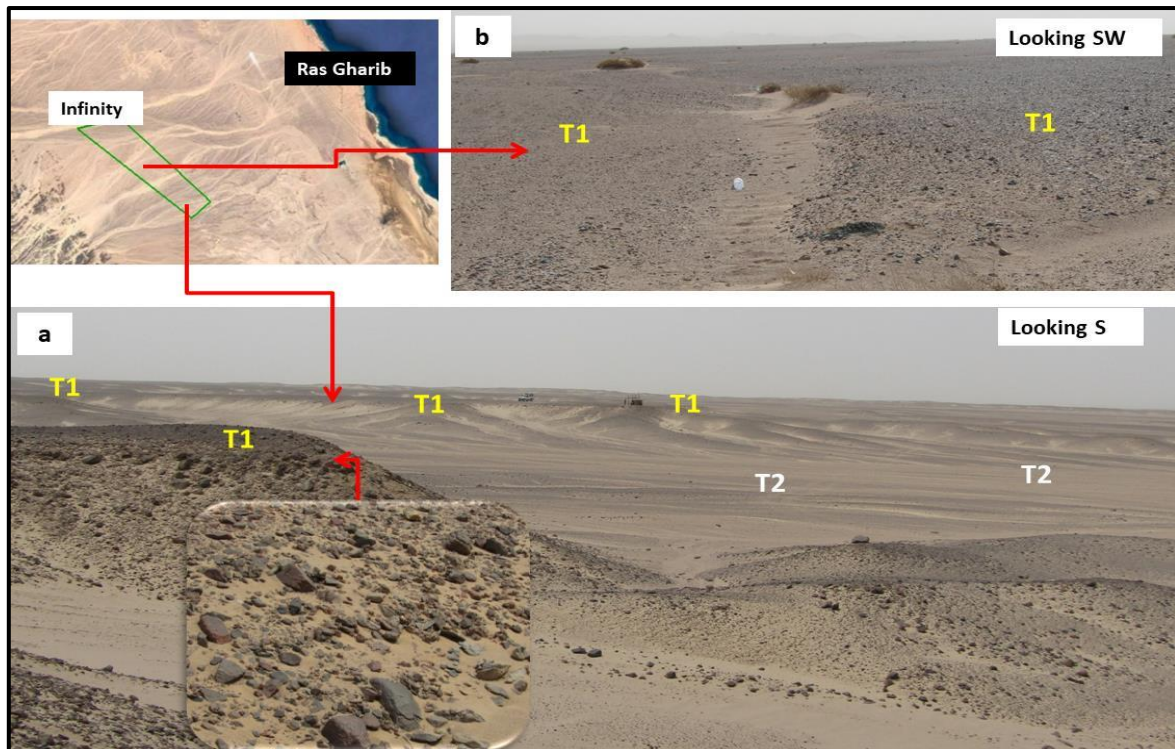 Ras Gharib
Infinity
b
Looking SW
T1
T1
a
Looking S
T1
T1
T1
T1
T2
T2